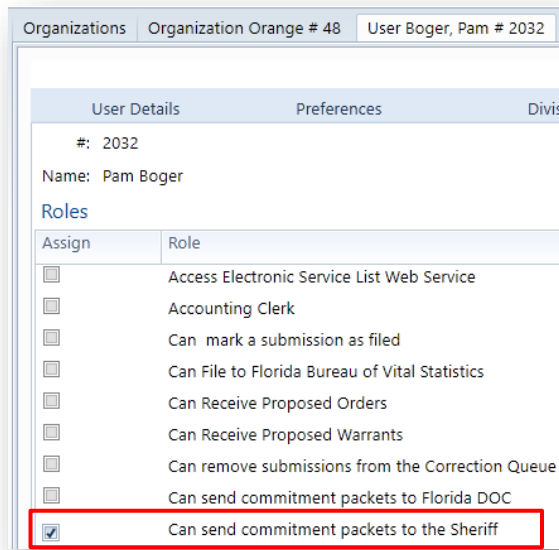 Organizations Organization Orange # 48 User Boger, Pam # 2032
User Details Preferences Divis
#: 2032
Name: Pam Boger
Roles
Assign Role
Access Electronic Service List Web Service
Accounting Clerk
Can mark a submission as filed
Can File to Florida Bureau of Vital Statistics
Can Receive Proposed Orders
Can Receive Proposed Warrants
Can remove submissions from the Correction Queue
Can send commitment packets to Florida DOC
Can send commitment packets to the Sheriff